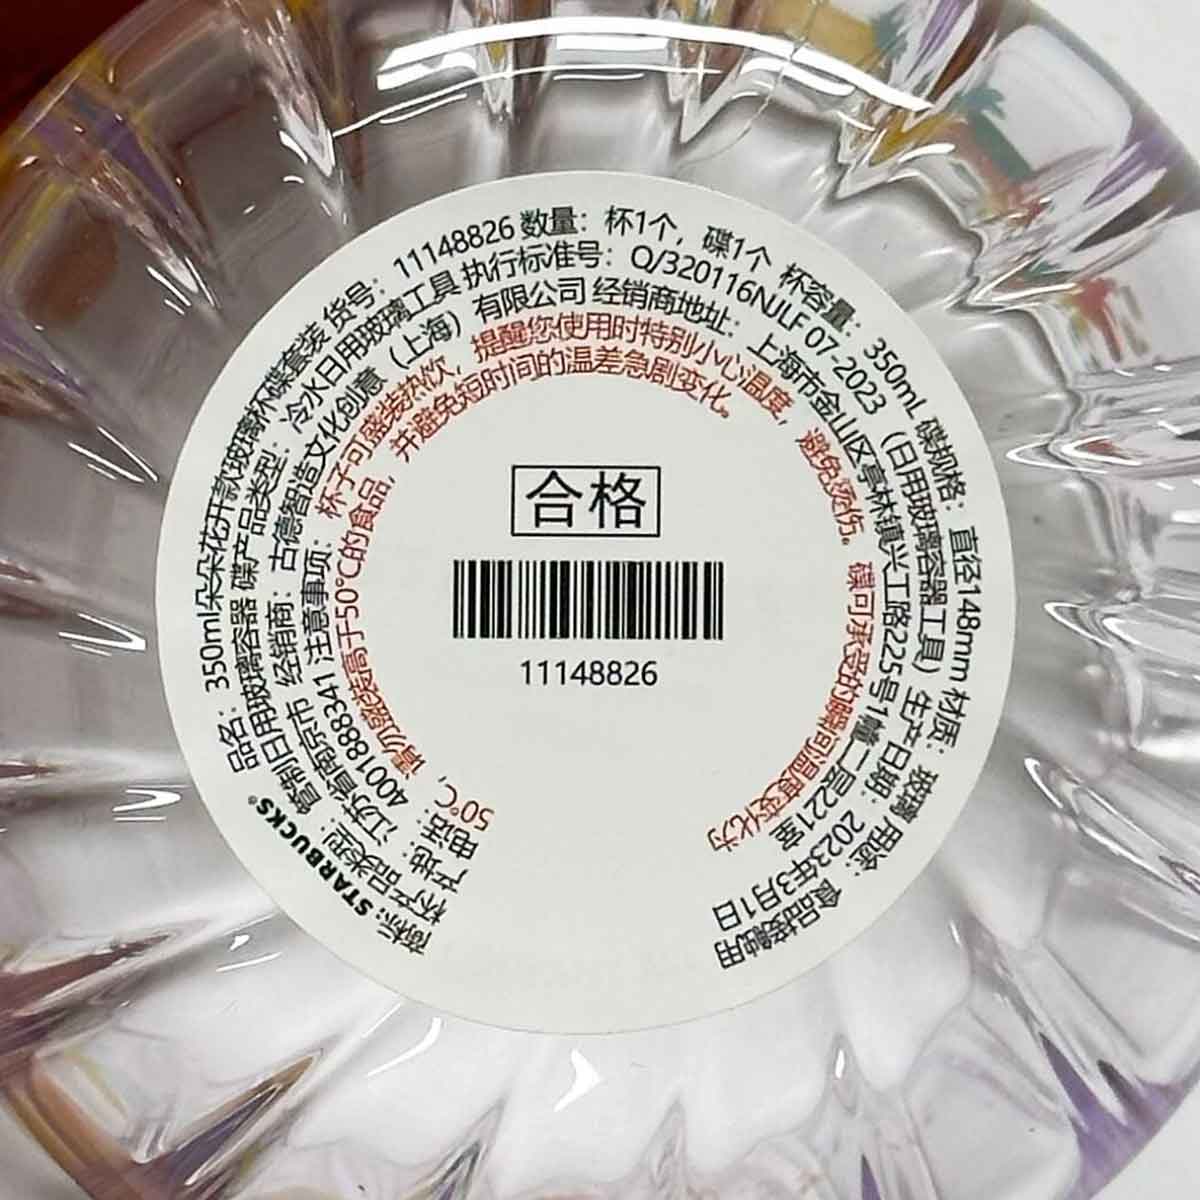 商标: STARBUCKS® 品名: 350ml朵朵花开款玻璃杯碟套装 货号: 11148826 数量: 杯1个, 碟1个 杯容量: 350mL 碟规格: 直径148mm 材质: 玻璃 用途: 食品接触用
杯产品类型: 管制日用玻璃容器 碟产品类型: 冷水日用玻璃工具 执行标准号: Q/320116NJLF 07-2023 (日用玻璃容器工具) 生产日期: 2023年3月1日
产地: 江苏省南京市 经销商: 古德智造文化创意 (上海) 有限公司 经销商地址: 上海市金山区亭林镇兴工路225号1幢二层221室
电话: 4001888341 注意事项: 杯子可盛装热饮, 提醒您使用时特别小心温度, 避免烫伤。 碟可承受的瞬间温度变化为
50℃, 请勿盛装高于50℃的食品, 并避免短时间的温差急剧变化。
合格
11148826